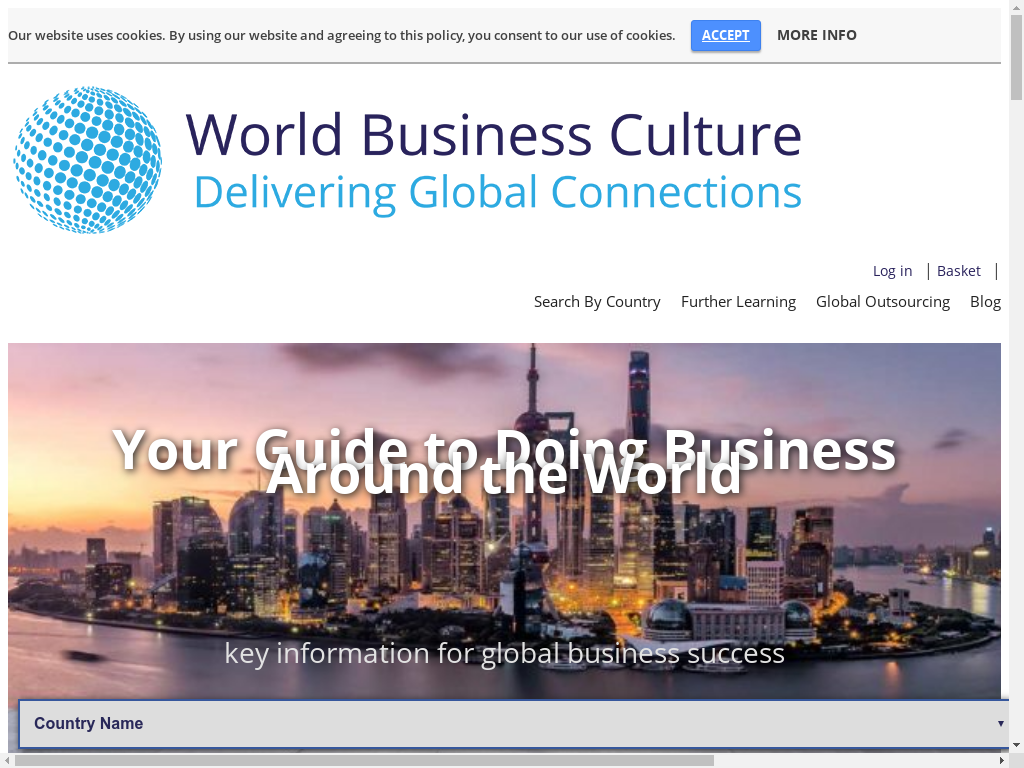 Our website uses cookies. By using our website and agreeing to this policy, you consent to our use of cookies. ACCEPT MORE INFO
World Business Culture
Delivering Global Connections
Log in | Basket |
Search By Country Further Learning Global Outsourcing Blog
Your Guide to Doing Business
Around the World
key information for global business success
Country Name